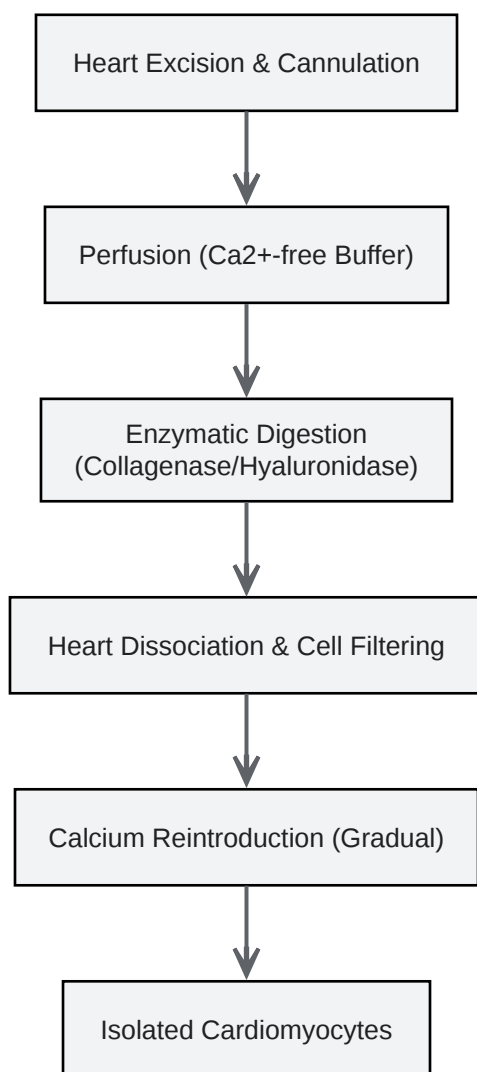 Heart Excision & Cannulation
Perfusion (Ca2+-free Buffer)
Enzymatic Digestion
(Collagenase/Hyaluronidase)
Heart Dissociation & Cell Filtering
Calcium Reintroduction (Gradual)
Isolated Cardiomyocytes